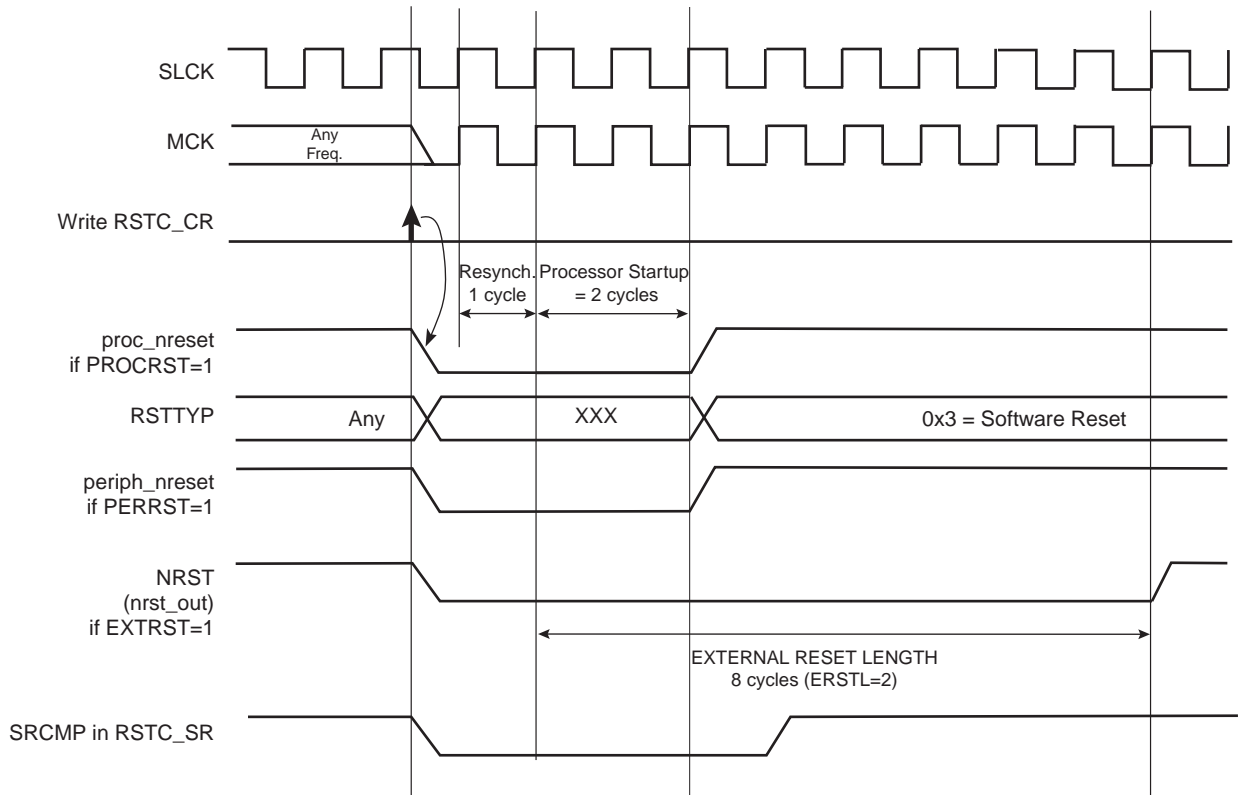 SLCK
MCK
Any
Freq.
Write RSTC_CR
Resynch.
1 cycle
Processor Startup
= 2 cycles
proc_nreset
if PROCRST=1
RSTTYP
Any
XXX
0x3 = Software Reset
periph_nreset
if PERRST=1
NRST
(nrst_out)
if EXTRST=1
EXTERNAL RESET LENGTH
8 cycles (ERSTL=2)
SRCMP in RSTC_SR